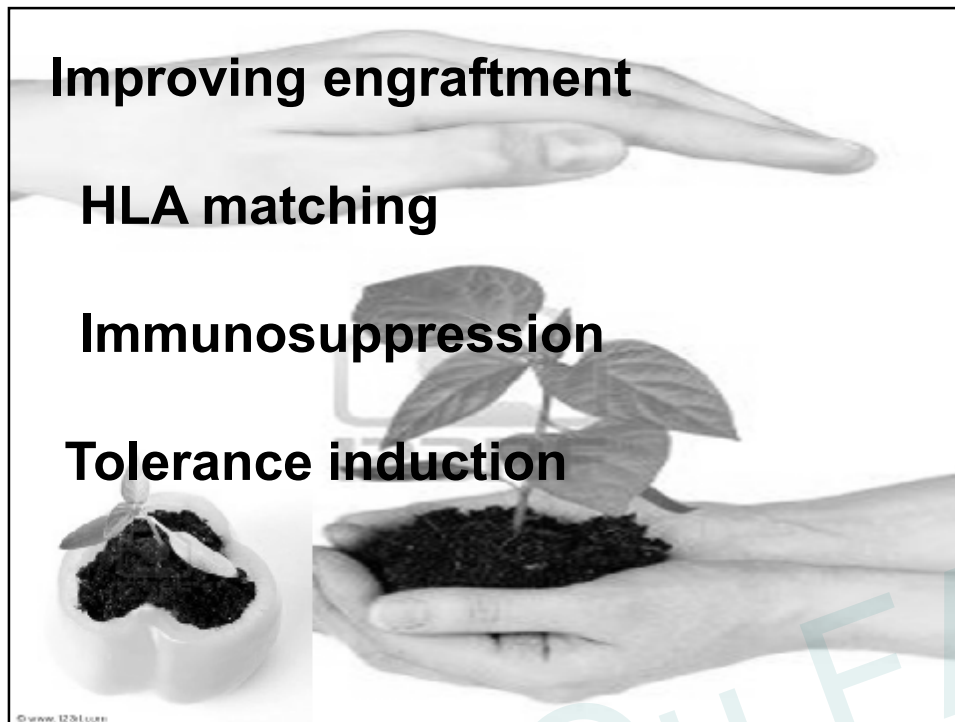 Improving engraftment
HLA matching
Immunosuppression
Tolerance induction